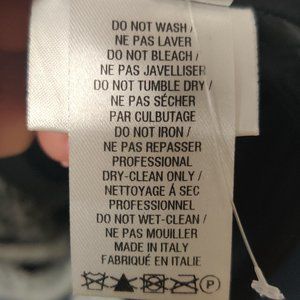 DO NOT WASH /
NE PAS LAVER
DO NOT BLEACH /
NE PAS JAVELLISER
DO NOT TUMBLE DRY /
NE PAS SÉCHER
PAR CULBUTAGE
DO NOT IRON /
NE PAS REPASSER
PROFESSIONAL
DRY-CLEAN ONLY /
NETTOYAGE Á SEC
PROFESSIONNEL
DO NOT WET-CLEAN /
NE PAS MOUILLER
MADE IN ITALY
FABRIQUÉ EN ITALIE
P